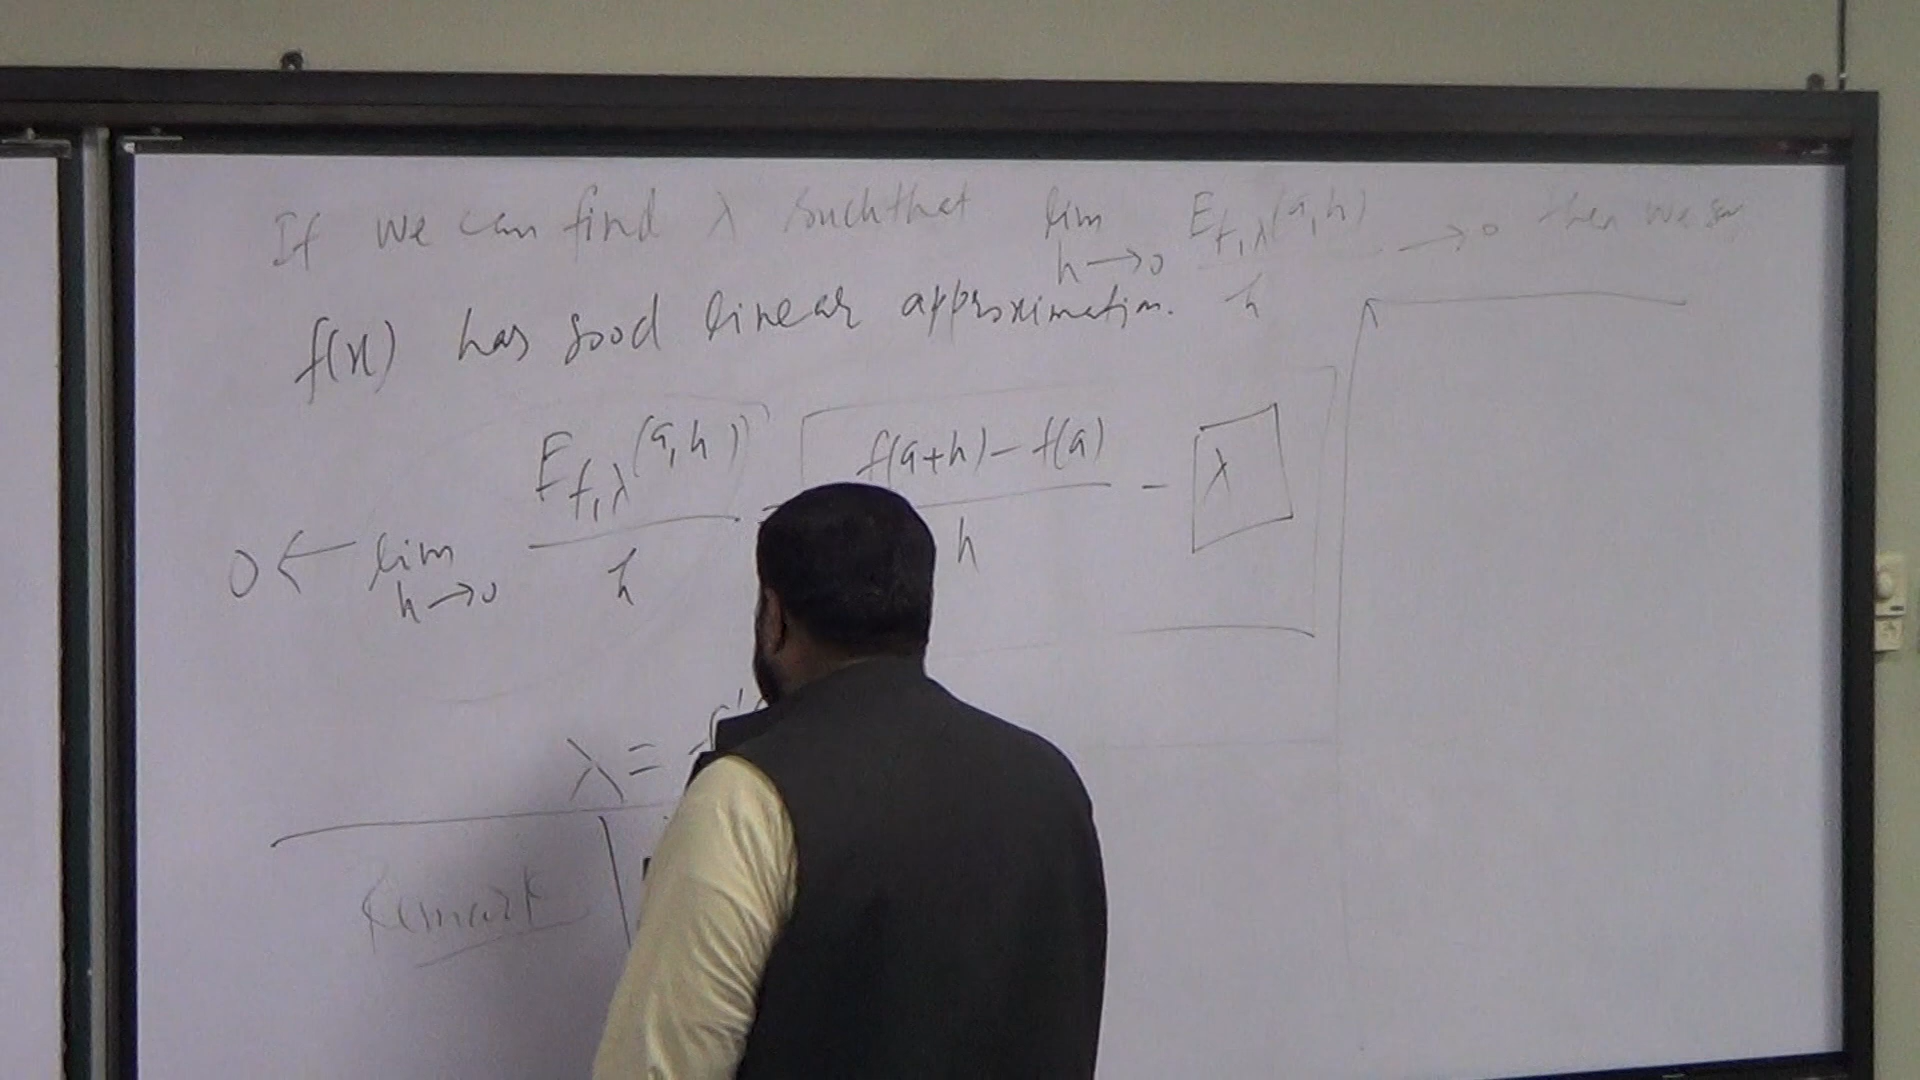 If we can find λ such that lim h→0 E_{f,λ}(a,h) / h → 0 then we say
f(x) has good linear approximation.
0 ← lim h→0 E_{f,λ}(a,h) / h f(a+h) - f(a) / h - λ
λ = f'
Remark